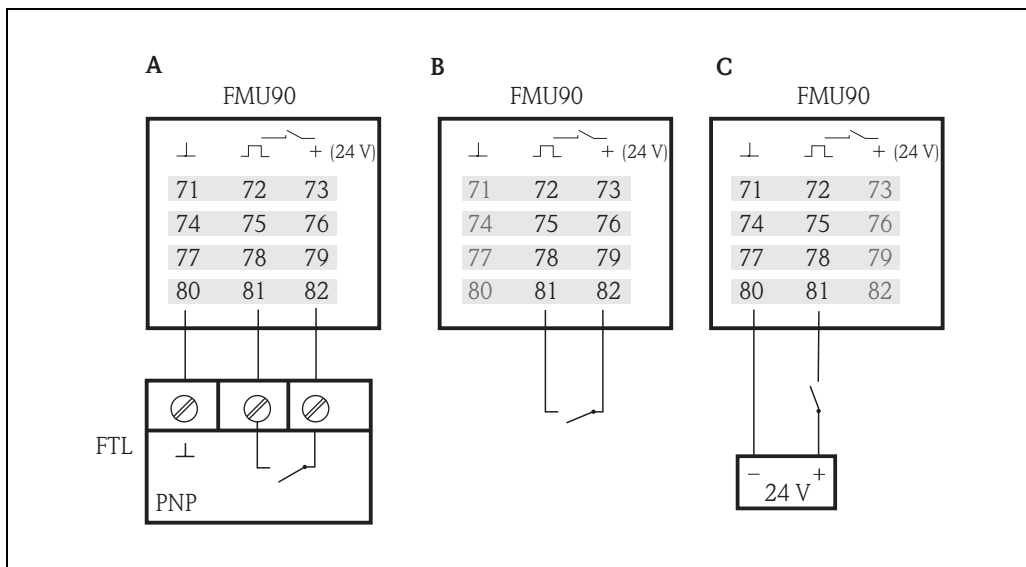 A B C
FMU90 FMU90 FMU90
+ (24 V) + (24 V) + (24 V)
71 72 73 71 72 73 71 72 73
74 75 76 74 75 76 74 75 76
77 78 79 77 78 79 77 78 79
80 81 82 80 81 82 80 81 82
FTL
PNP
- +
24 V